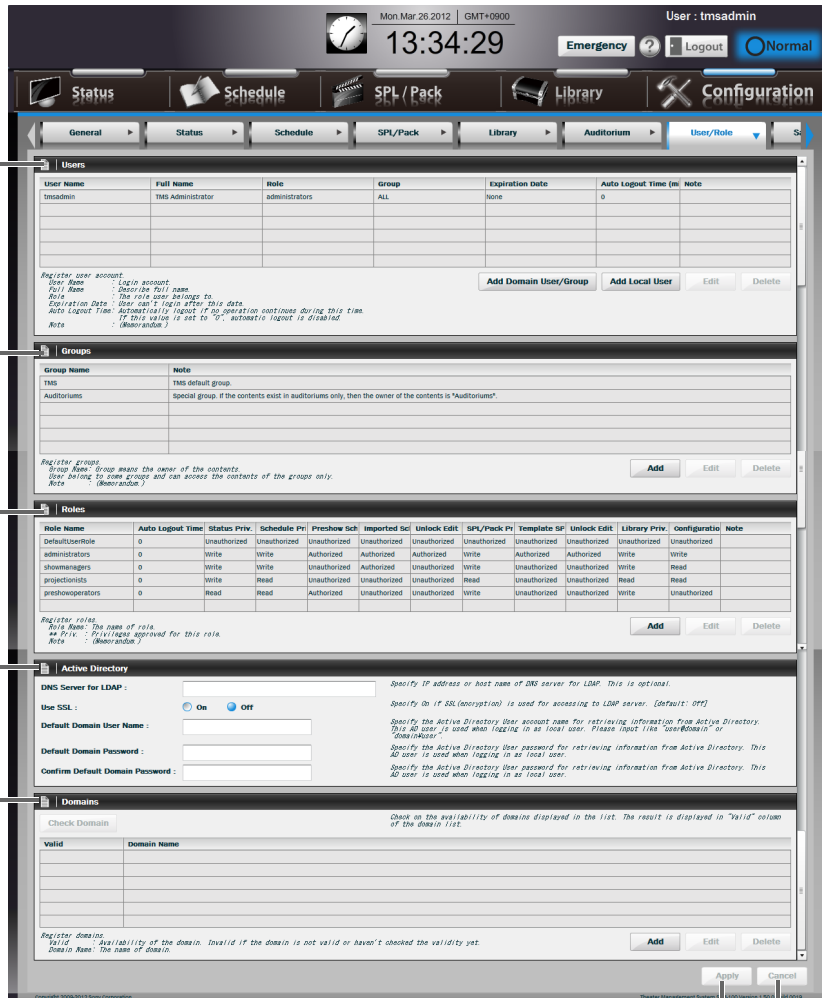 Mon.Mar.26.2012 GMT+0900
User : tmsadmin
13:34:29
Emergency ? Logout Normal
Status Schedule SPL / Pack Library Configuration
General Status Schedule SPL/Pack Library Auditorium User/Role
Users
User Name Full Name Role Group Expiration Date Auto Logout Time (mi Note
tmsadmin TMS Administrator administrators ALL None 0
Register user account.
User Name : Login account.
Full Name : Describe full name.
Role : The role user belongs to.
Expiration Date : User can't login after this date.
Auto Logout Time: Automatically logout if no operation continues during this time.
If this value is set to "0", automatic logout is disabled.
Note : (Memorandum.)
Add Domain User/Group Add Local User Edit Delete
Groups
Group Name Note
TMS TMS default group.
Auditoriums Special group. If the contents exist in auditoriums only, then the owner of the contents is "Auditoriums".
Register groups.
Group Name: Group means the owner of the contents.
User belong to some groups and can access the contents of the groups only.
Note : (Memorandum.)
Add Edit Delete
Roles
Role Name Auto Logout Time Status Priv. Schedule Pri Preshow Sch Imported Scl Unlock Edit SPL/Pack Pr Template SP Unlock Edit Library Priv. Configuratio Note
DefaultUserRole 0 Unauthorized Unauthorized Unauthorized Unauthorized Unauthorized Unauthorized Unauthorized Unauthorized Unauthorized Unauthorized
administrators 0 Write Write Authorized Authorized Authorized Write Authorized Authorized Write Write
showmanagers 0 Write Write Unauthorized Authorized Unauthorized Write Unauthorized Unauthorized Write Read
projectionists 0 Write Read Unauthorized Unauthorized Unauthorized Read Unauthorized Unauthorized Read Read
preshowoperators 0 Read Read Authorized Unauthorized Unauthorized Write Unauthorized Unauthorized Write Unauthorized
Register roles.
Role Name: The name of role.
** Priv. : Privileges approved for this role.
Note : (Memorandum.)
Add Edit Delete
Active Directory
DNS Server for LDAP :
Specify IP address or host name of DNS server for LDAP. This is optional.
Use SSL : On Off
Specify On if SSL(encryption) is used for accessing to LDAP server. [default: Off]
Default Domain User Name :
Specify the Active Directory User account name for retrieving information from Active Directory.
This AD user is used when logging in as local user. Please input like "user@domain" or
"domain¥user".
Default Domain Password :
Specify the Active Directory User password for retrieving information from Active Directory. This
AD user is used when logging in as local user.
Confirm Default Domain Password :
Specify the Active Directory User password for retrieving information from Active Directory. This
AD user is used when logging in as local user.
Domains
Check Domain
Check on the availability of domains displayed in the list. The result is displayed in "Valid" column
of the domain list.
Valid Domain Name
Register domains.
Valid : Availability of the domain. Invalid if the domain is not valid or haven't checked the validity yet.
Domain Name: The name of domain.
Add Edit Delete
Apply Cancel
Copyright 2009-2012 Sony Corporation
Theater Management System